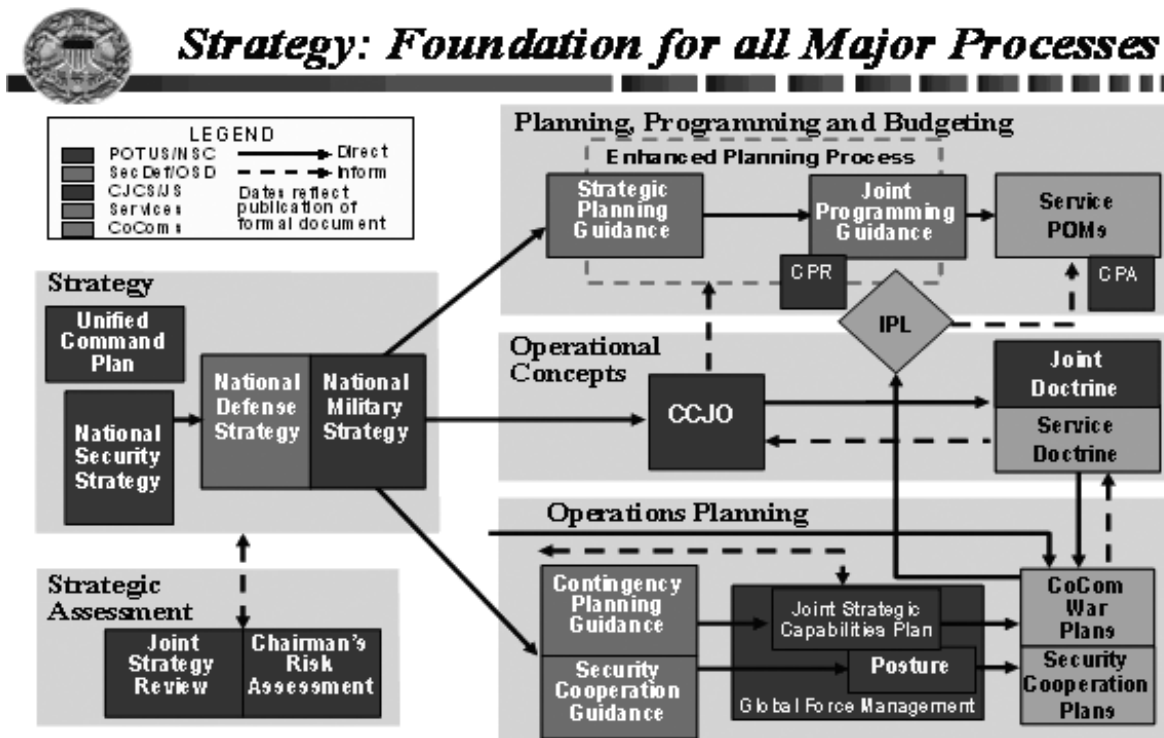 Strategy: Foundation for all Major Processes
LEGEND
POTUS/NSC
SecDef/OSD
CJCS/JS
Services
CoComs
Direct
Inform
Dates reflect
publication of
formal document
Planning, Programming and Budgeting
Enhanced Planning Process
Strategic
Planning
Guidance
Joint
Programming
Guidance
Service
POMs
CPR
CPA
IPL
Strategy
Unified
Command
Plan
National
Security
Strategy
National
Defense
Strategy
National
Military
Strategy
Operational
Concepts
CCJO
Joint
Doctrine
Service
Doctrine
Strategic
Assessment
Joint
Strategy
Review
Chairman's
Risk
Assessment
Operations Planning
Contingency
Planning
Guidance
Security
Cooperation
Guidance
Joint Strategic
Capabilities Plan
Posture
Global Force Management
CoCom
War
Plans
Security
Cooperation
Plans